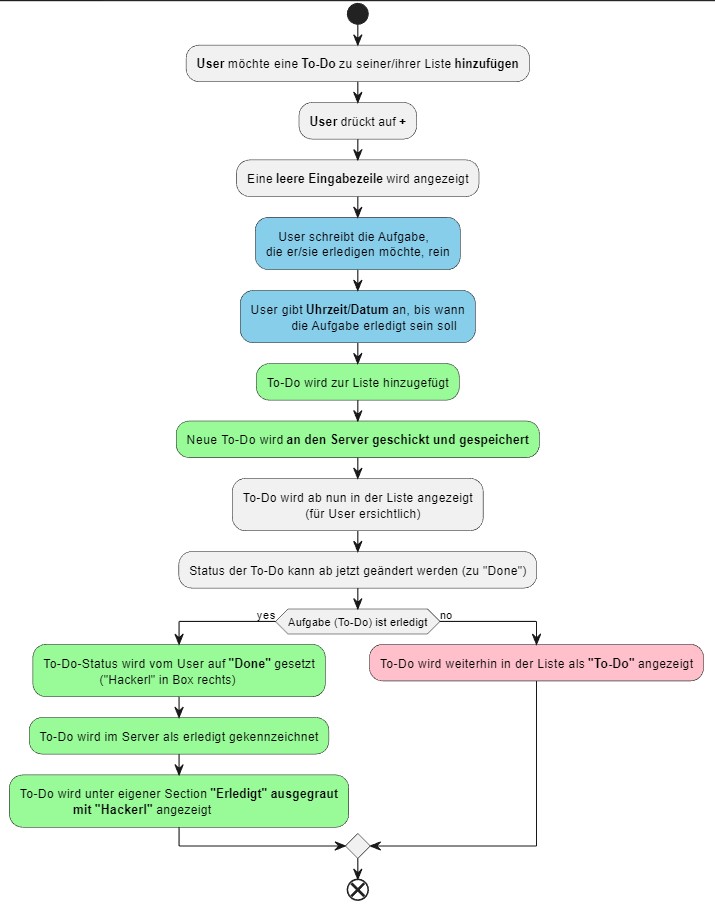 User möchte eine To-Do zu seiner/ihrer Liste hinzufügen
User drückt auf +
Eine leere Eingabezeile wird angezeigt
User schreibt die Aufgabe,
die er/sie erledigen möchte, rein
User gibt Uhrzeit/Datum an, bis wann
die Aufgabe erledigt sein soll
To-Do wird zur Liste hinzugefügt
Neue To-Do wird an den Server geschickt und gespeichert
To-Do wird ab nun in der Liste angezeigt
(für User ersichtlich)
Status der To-Do kann ab jetzt geändert werden (zu "Done")
yes
Aufgabe (To-Do) ist erledigt
no
To-Do-Status wird vom User auf "Done" gesetzt
("Hackerl" in Box rechts)
To-Do wird weiterhin in der Liste als "To-Do" angezeigt
To-Do wird im Server als erledigt gekennzeichnet
To-Do wird unter eigener Section "Erledigt" ausgegraut
mit "Hackerl" angezeigt